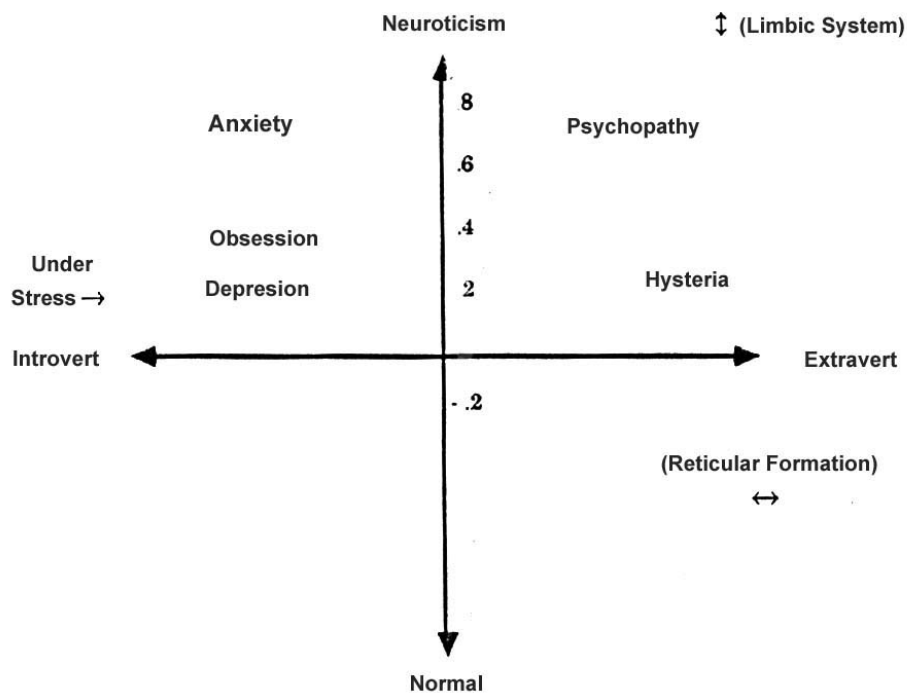 Neuroticism
↕ (Limbic System)
8
Anxiety
Psychopathy
.6
.4
Obsession
Under
Stress →
Depresion
2
Hysteria
Introvert
Extravert
- .2
(Reticular Formation)
↔
Normal